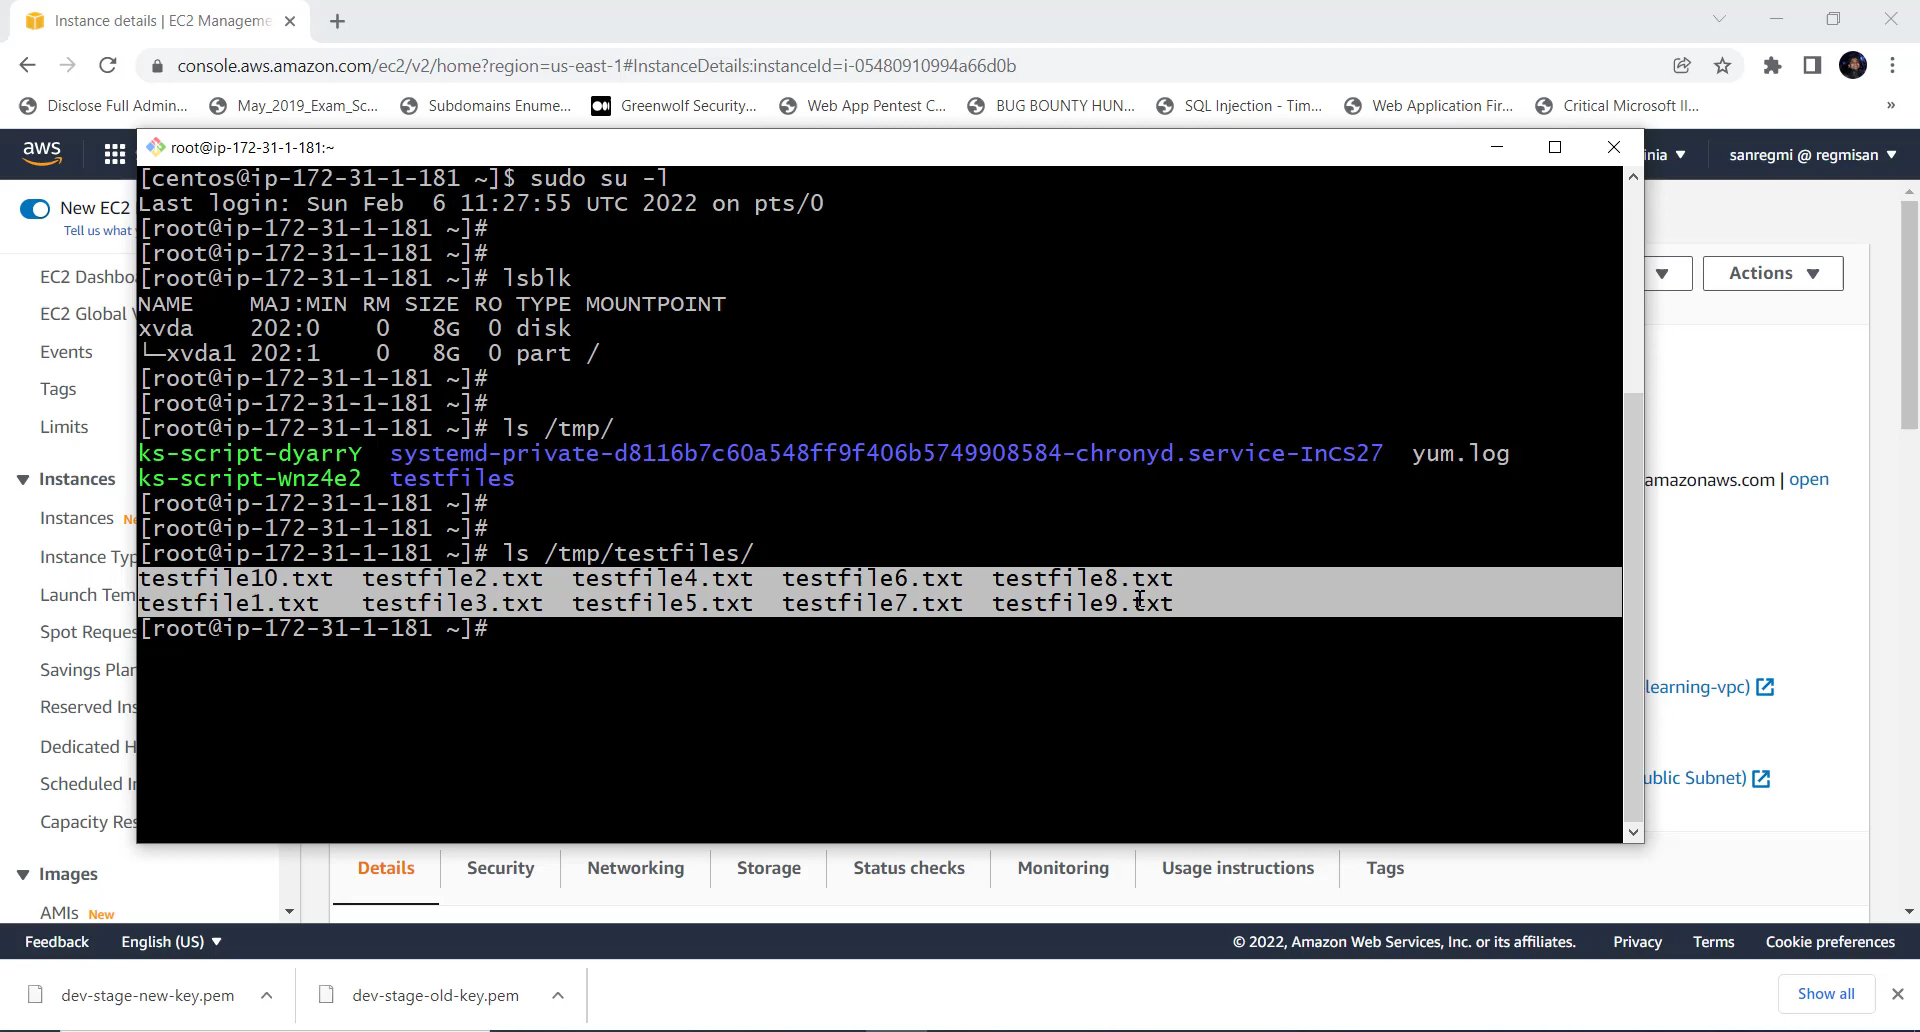 Instance details | EC2 Manageme
console.aws.amazon.com/ec2/v2/home?region=us-east-1#InstanceDetails:instanceId=i-05480910994a66d0b
Disclose Full Admin... May_2019_Exam_Sc... Subdomains Enume... Greenwolf Security... Web App Pentest C... BUG BOUNTY HUN... SQL Injection - Tim... Web Application Fir... Critical Microsoft II... »
aws
root@ip-172-31-1-181:~
inia
sanregmi @ regmisan
New EC2
Tell us what
EC2 Dashbo
EC2 Global
Events
Tags
Limits
Instances
Instances Ne
Instance Typ
Launch Tem
Spot Reques
Savings Plan
Reserved Ins
Dedicated H
Scheduled In
Capacity Res
Images
AMIs New
[centos@ip-172-31-1-181 ~]$ sudo su -l
Last login: Sun Feb  6 11:27:55 UTC 2022 on pts/0
[root@ip-172-31-1-181 ~]#
[root@ip-172-31-1-181 ~]#
[root@ip-172-31-1-181 ~]# lsblk
NAME    MAJ:MIN RM SIZE RO TYPE MOUNTPOINT
xvda    202:0    0   8G  0 disk
└─xvda1 202:1    0   8G  0 part /
[root@ip-172-31-1-181 ~]#
[root@ip-172-31-1-181 ~]#
[root@ip-172-31-1-181 ~]# ls /tmp/
ks-script-dyarrY  systemd-private-d8116b7c60a548ff9f406b5749908584-chronyd.service-InCS27  yum.log
ks-script-Wnz4e2  testfiles
[root@ip-172-31-1-181 ~]#
[root@ip-172-31-1-181 ~]#
[root@ip-172-31-1-181 ~]# ls /tmp/testfiles/
testfile10.txt  testfile2.txt  testfile4.txt  testfile6.txt  testfile8.txt
testfile1.txt   testfile3.txt  testfile5.txt  testfile7.txt  testfile9.txt
[root@ip-172-31-1-181 ~]#
Actions
amazonaws.com | open
learning-vpc)
ublic Subnet)
Details Security Networking Storage Status checks Monitoring Usage instructions Tags
Feedback English (US) © 2022, Amazon Web Services, Inc. or its affiliates. Privacy Terms Cookie preferences
dev-stage-new-key.pem dev-stage-old-key.pem Show all